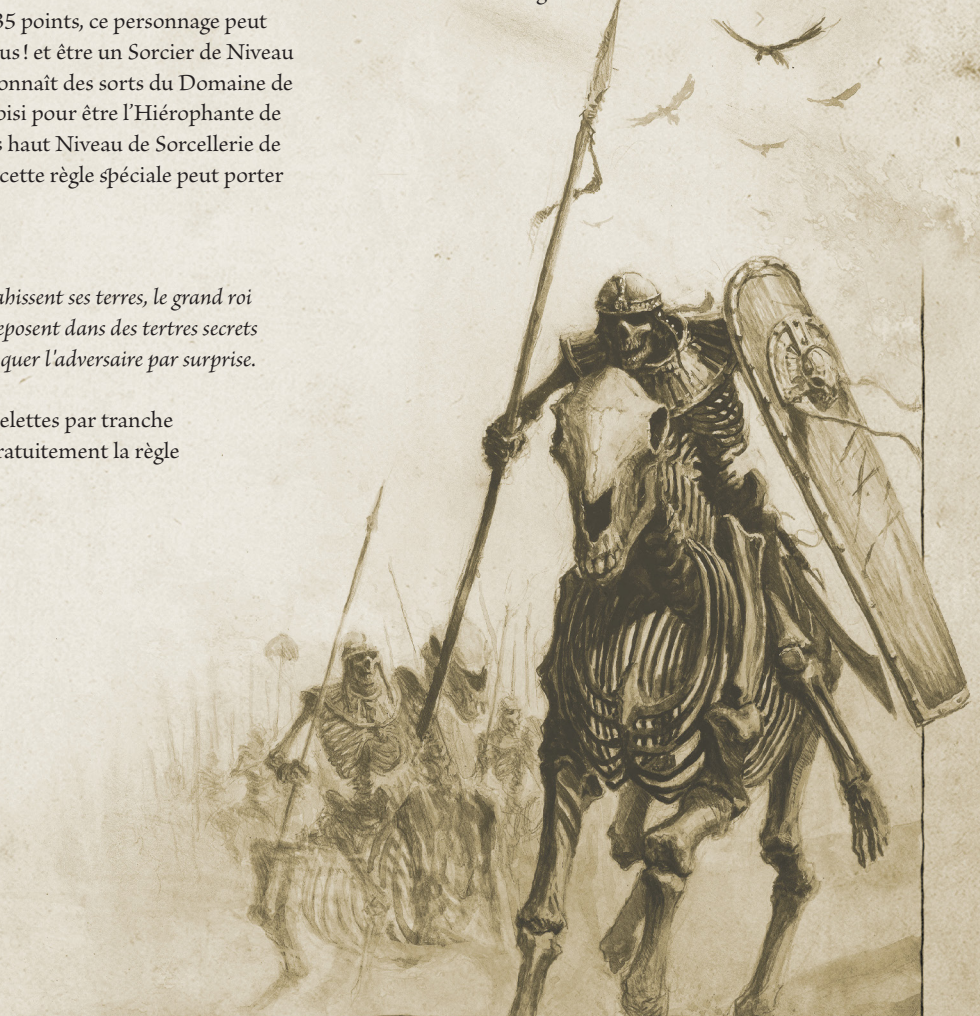 35 points, ce personnage peut
us ! et être un Sorcier de Niveau
onnaît des sorts du Domaine de
oisi pour être l’Hiérophante de
s haut Niveau de Sorcellerie de
cette règle spéciale peut porter
ahissent ses terres, le grand roi
eposent dans des tertres secrets
quer l’adversaire par surprise.
elettes par tranche
ratuitement la règle